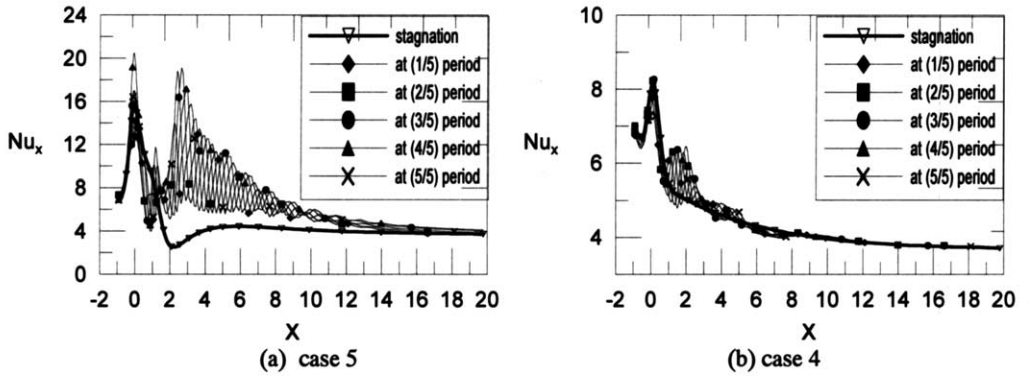 24
20
16
12
8
4
0
Nux
-2 0 2 4 6 8 10 12 14 16 18 20
X
stagnation
at (1/5) period
at (2/5) period
at (3/5) period
at (4/5) period
at (5/5) period
(a) case 5
10
8
6
4
Nux
-2 0 2 4 6 8 10 12 14 16 18 20
X
stagnation
at (1/5) period
at (2/5) period
at (3/5) period
at (4/5) period
at (5/5) period
(b) case 4